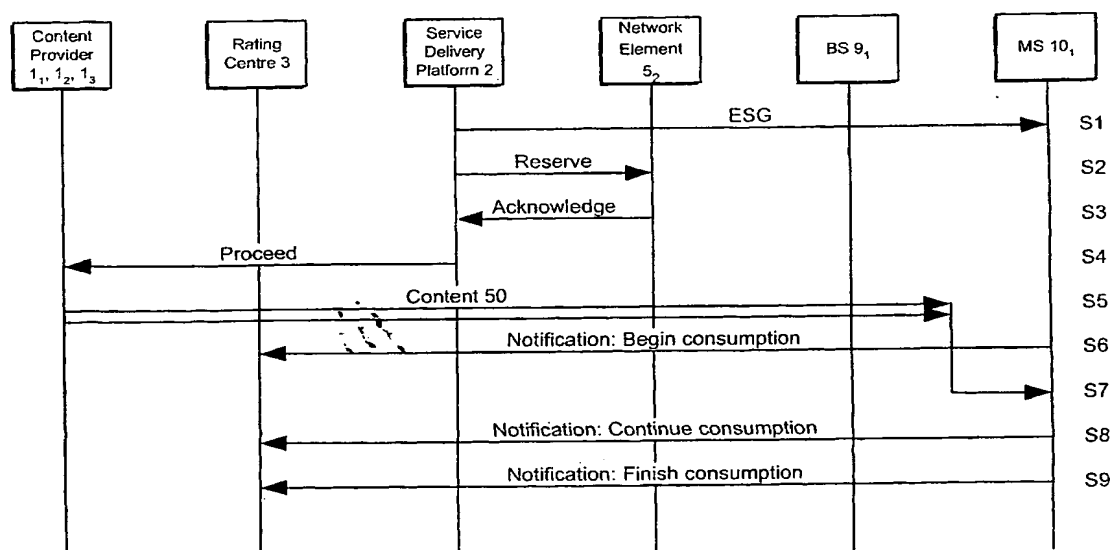 Content
Provider
1₁, 1₂, 1₃
Rating
Centre 3
Service
Delivery
Platform 2
Network
Element
5₂
BS 9₁
MS 10₁
ESG
S1
Reserve
S2
Acknowledge
S3
Proceed
S4
Content 50
S5
Notification: Begin consumption
S6
S7
Notification: Continue consumption
S8
Notification: Finish consumption
S9